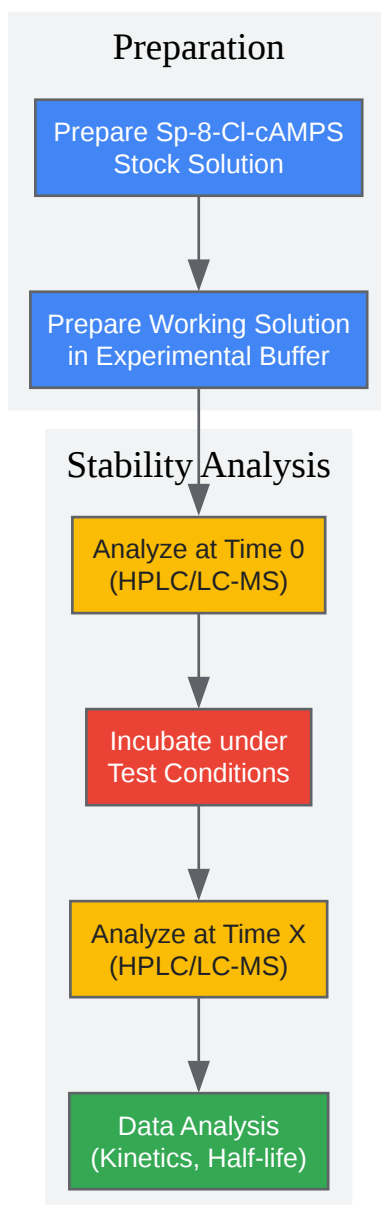 Preparation
Prepare Sp-8-Cl-cAMPS
Stock Solution
Prepare Working Solution
in Experimental Buffer
Stability Analysis
Analyze at Time 0
(HPLC/LC-MS)
Incubate under
Test Conditions
Analyze at Time X
(HPLC/LC-MS)
Data Analysis
(Kinetics, Half-life)